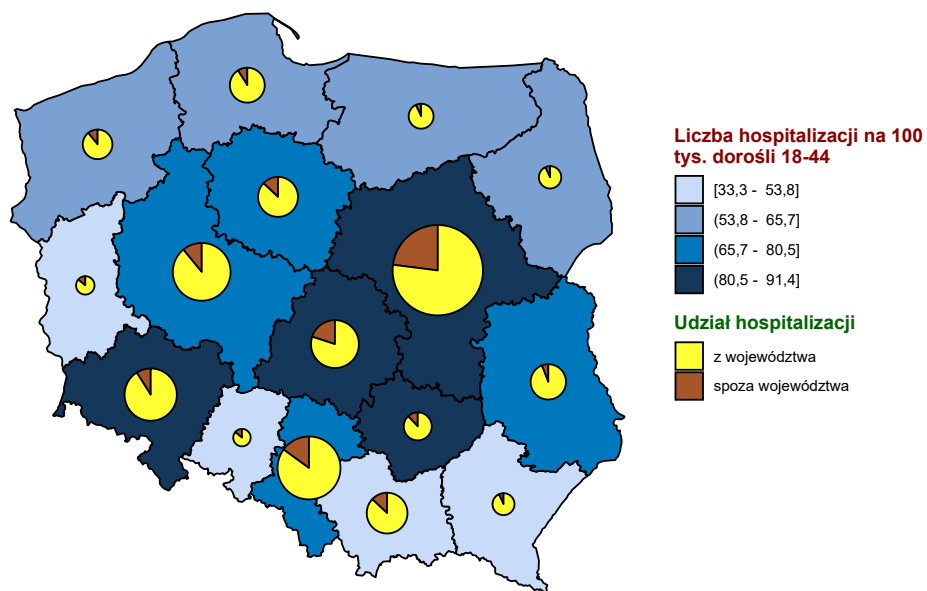 Liczba hospitalizacji na 100
tys. dorośli 18-44
[33,3 - 53,8]
(53,8 - 65,7]
(65,7 - 80,5]
(80,5 - 91,4]
Udział hospitalizacji
z województwa
spoza województwa